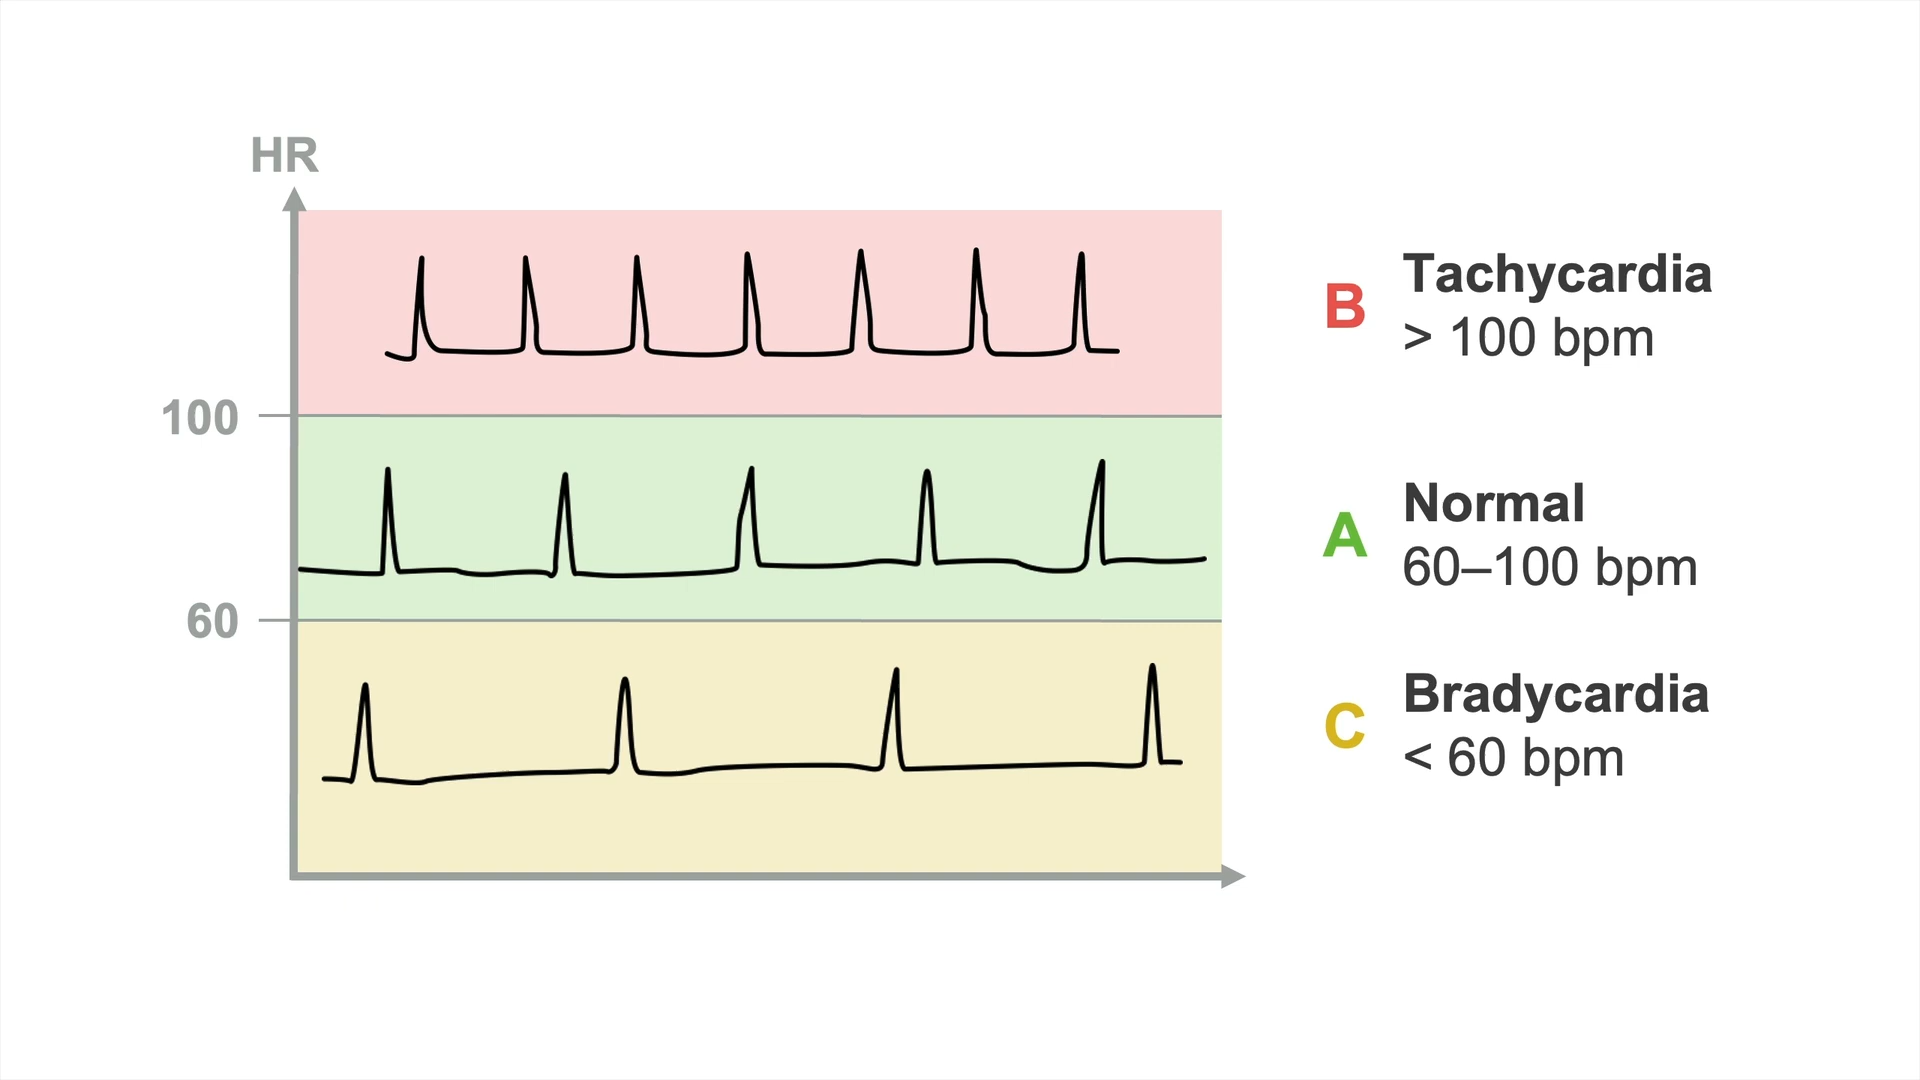 HR
100
60
B
Tachycardia
> 100 bpm
A
Normal
60–100 bpm
C
Bradycardia
< 60 bpm